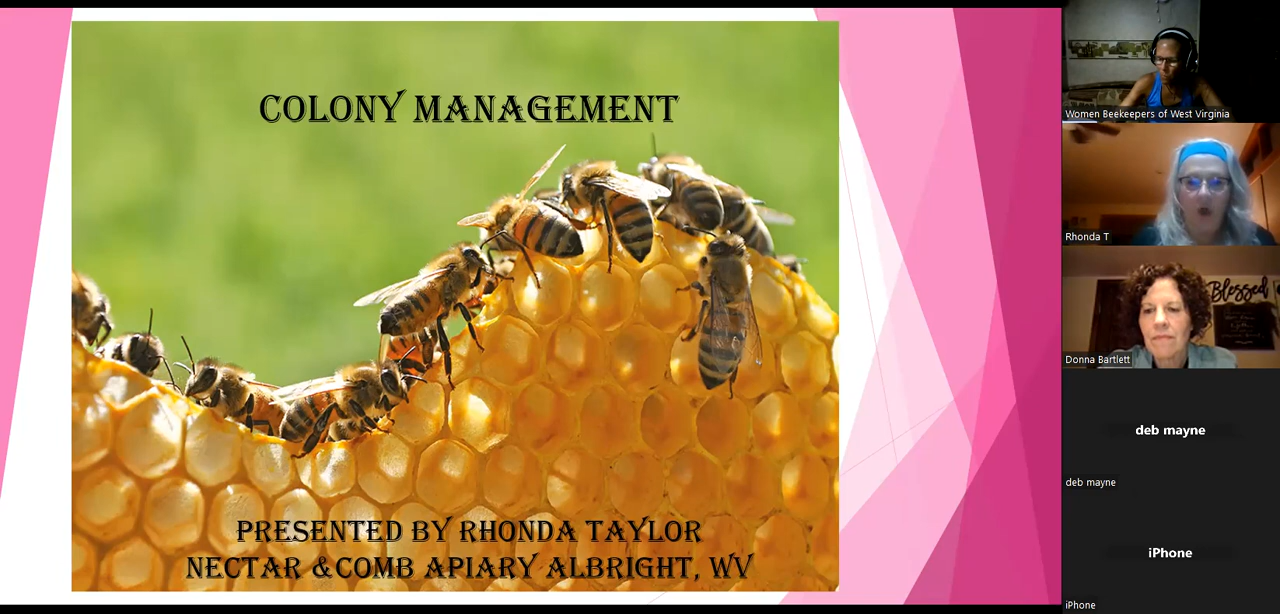 COLONY MANAGEMENT
PRESENTED BY RHONDA TAYLOR
NECTAR &COMB APIARY ALBRIGHT, WV
Women Beekeepers of West Virginia
Rhonda T
Blessed
Donna Bartlett
deb mayne
deb mayne
iPhone
iPhone